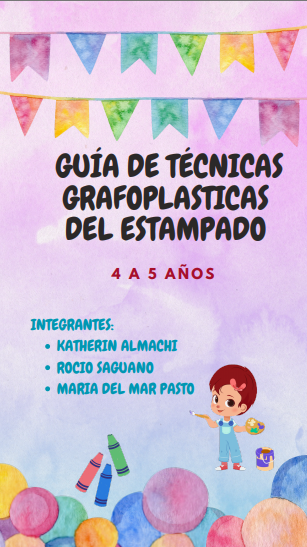 GUÍA DE TÉCNICAS
GRAFOPLASTICAS
DEL ESTAMPADO
4 A 5 AÑOS
INTEGRANTES:
• KATHERIN ALMACHI
• ROCIO SAGUANO
• MARIA DEL MAR PASTO